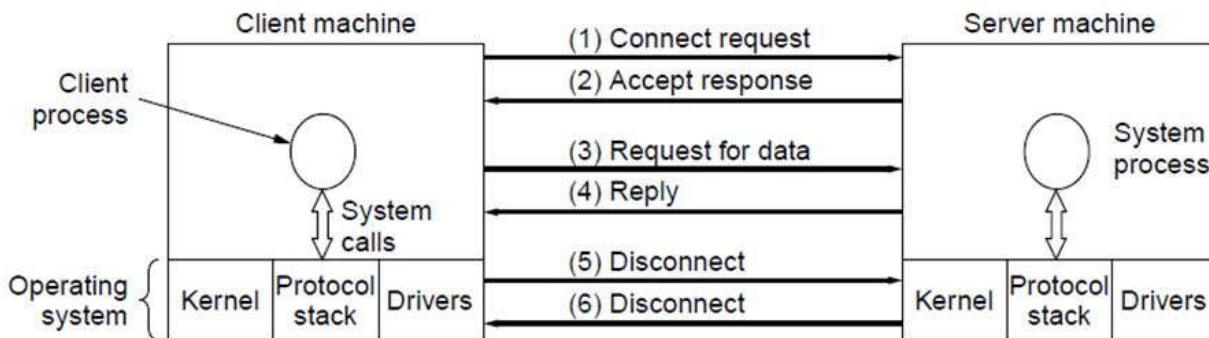 Client machine
Server machine
(1) Connect request
(2) Accept response
Client
process
(3) Request for data
System
process
(4) Reply
System
calls
(5) Disconnect
(6) Disconnect
Operating
system
Kernel
Protocol
stack
Drivers
Kernel
Protocol
stack
Drivers